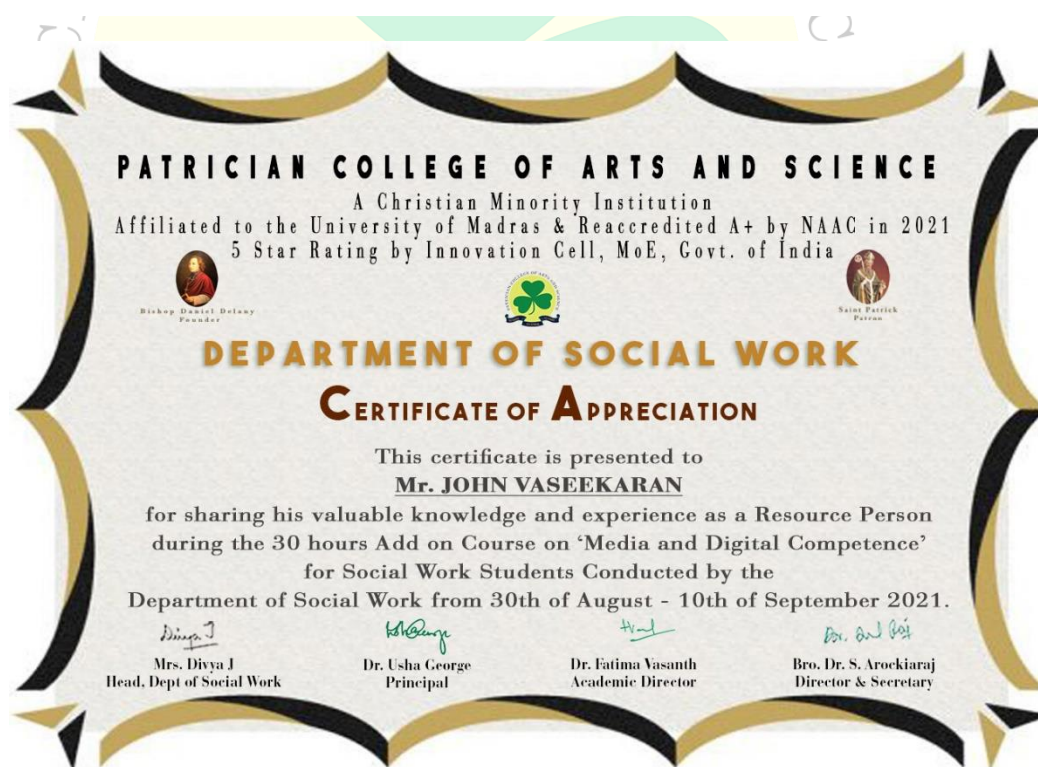 PATRICIAN COLLEGE OF ARTS AND SCIENCE
A Christian Minority Institution
Affiliated to the University of Madras & Reaccredited A+ by NAAC in 2021
5 Star Rating by Innovation Cell, MoE, Govt. of India
Bishop Daniel Delany
Founder
Saint Patrick
Patron
DEPARTMENT OF SOCIAL WORK
CERTIFICATE OF APPRECIATION
This certificate is presented to
Mr. JOHN VASEEKARAN
for sharing his valuable knowledge and experience as a Resource Person
during the 30 hours Add on Course on ‘Media and Digital Competence’
for Social Work Students Conducted by the
Department of Social Work from 30th of August - 10th of September 2021.
Divya J
Mrs. Divya J
Head, Dept of Social Work
Dr. Usha George
Principal
Dr. Fatima Vasanth
Academic Director
Bro. Dr. S. Arockiaraj
Director & Secretary